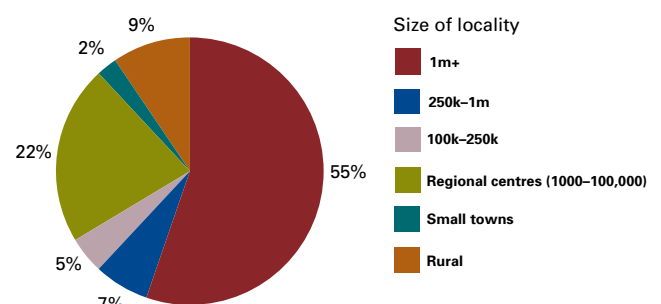 9%
2%
22%
5%
7%
55%
Size of locality
1m+
250k–1m
100k–250k
Regional centres (1000–100,000)
Small towns
Rural